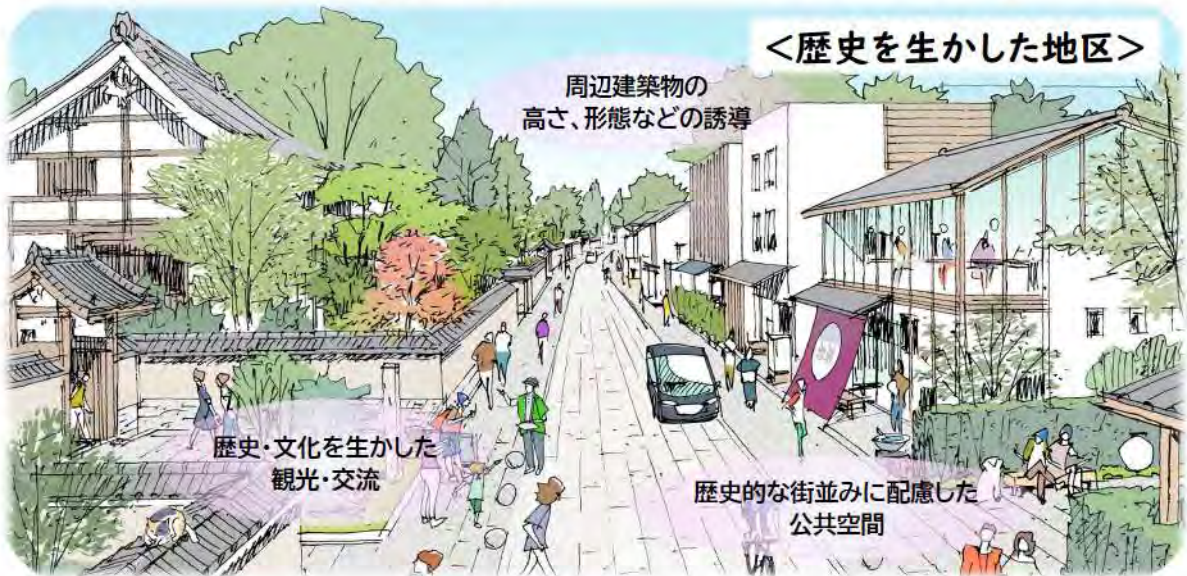 <歴史を生かした地区>
周辺建築物の
高さ、形態などの誘導
歴史・文化を生かした
観光・交流
歴史的な街並みに配慮した
公共空間